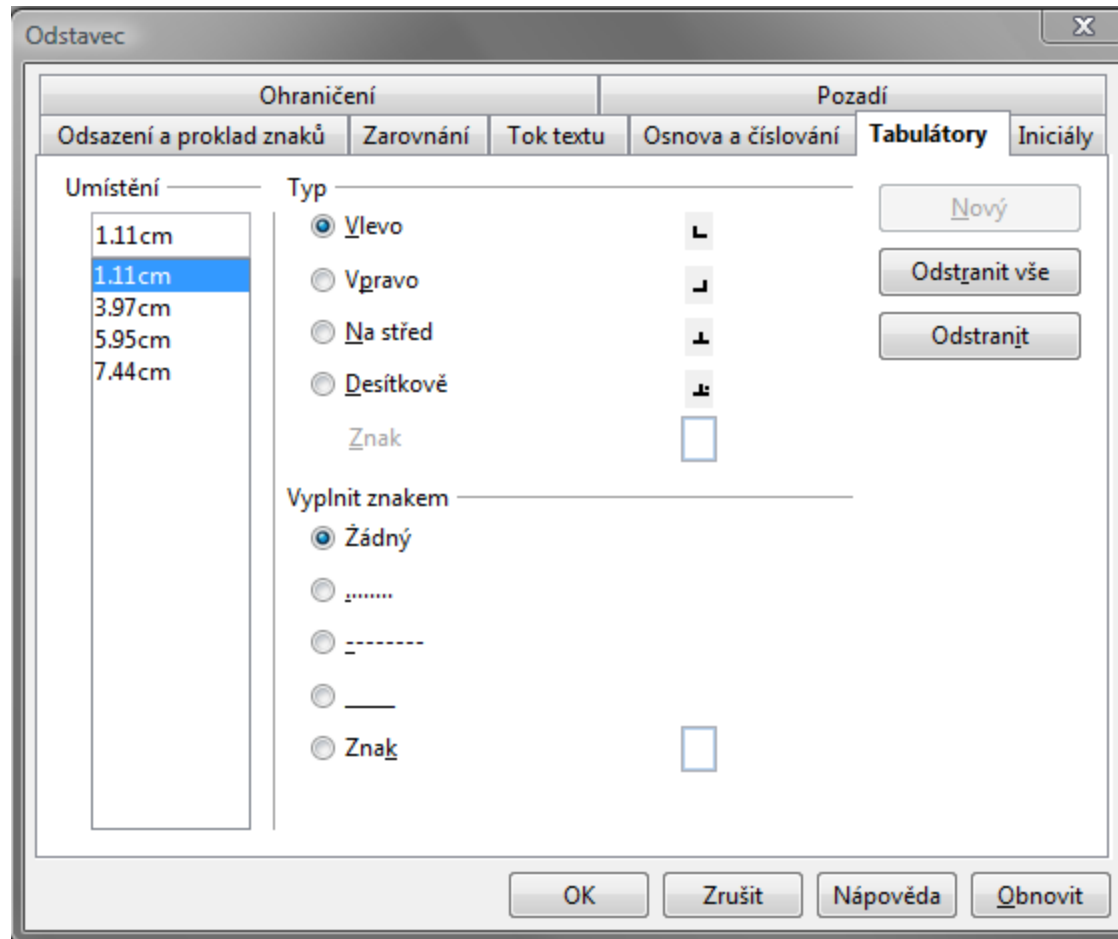 Odstavec
Ohraničení Pozadí
Odsazení a proklad znaků Zarovnání Tok textu Osnova a číslování Tabulátory Iniciály
Umístění
1.11cm
1.11cm
3.97cm
5.95cm
7.44cm
Typ
Vlevo
Vpravo
Na střed
Desítkově
Znak
Vyplnit znakem
Žádný
........
--------
____
Znak
Nový
Odstranit vše
Odstranit
OK Zrušit Nápověda Obnovit